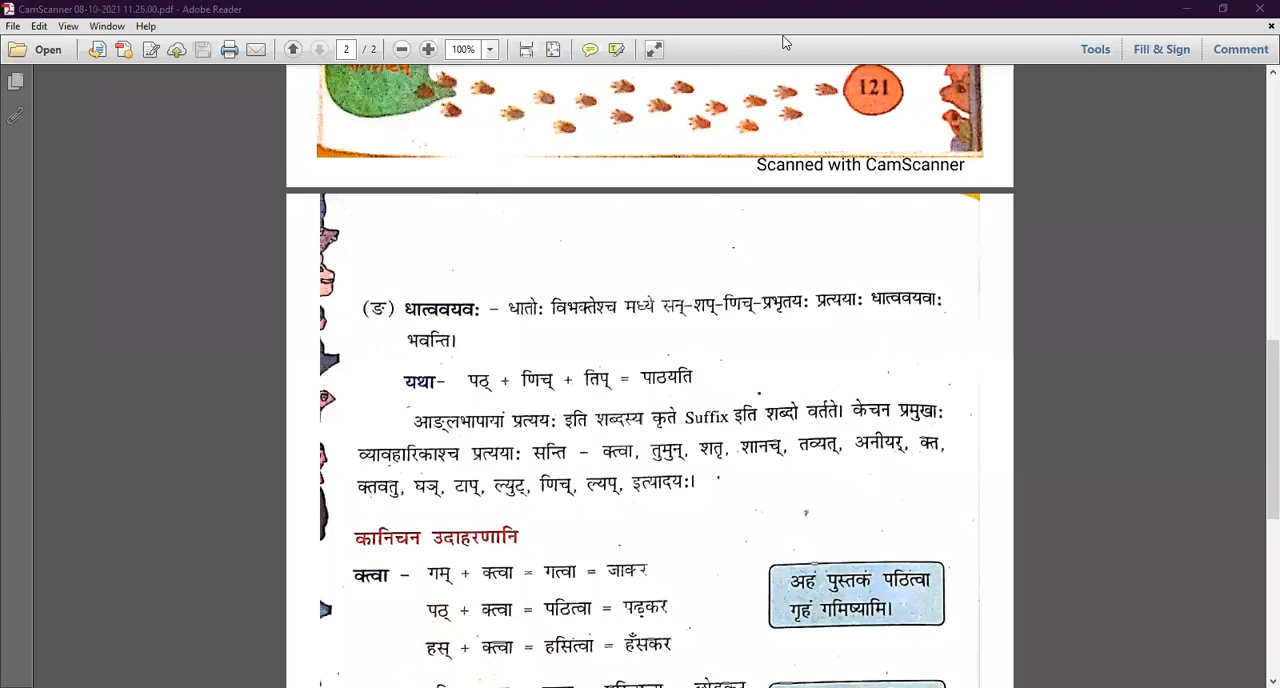 CamScanner 08-10-2021 11.26.00.pdf - Adobe Reader
File Edit View Window Help
Open 2 / 2 100% Tools Fill & Sign Comment
121
Scanned with CamScanner
(ङ) धात्ववयवः - धातोः विभक्तेश्च मध्ये सन्-शप्-णिच्-प्रभृतयः प्रत्ययाः धात्ववयवाः
भवन्ति।
यथा- पठ् + णिच् + तिप् = पाठयति
आङ्लभाषायां प्रत्ययः इति शब्दस्य कृते Suffix इति शब्दो वर्तते। केचन प्रमुखाः
व्यावहारिकाश्च प्रत्ययाः सन्ति - क्त्वा, तुमुन्, शतृ, शानच्, तव्यत्, अनीयर्, क्त,
क्तवतु, घञ्, टाप्, ल्युट्, णिच्, ल्यप्, इत्यादयः।
कानिचन उदाहरणानि
क्त्वा - गम् + क्त्वा = गत्वा = जाकर
पठ् + क्त्वा = पठित्वा = पढ़कर
हस् + क्त्वा = हसित्वा = हँसकर
अहं पुस्तकं पठित्वा
गृहं गमिष्यामि।